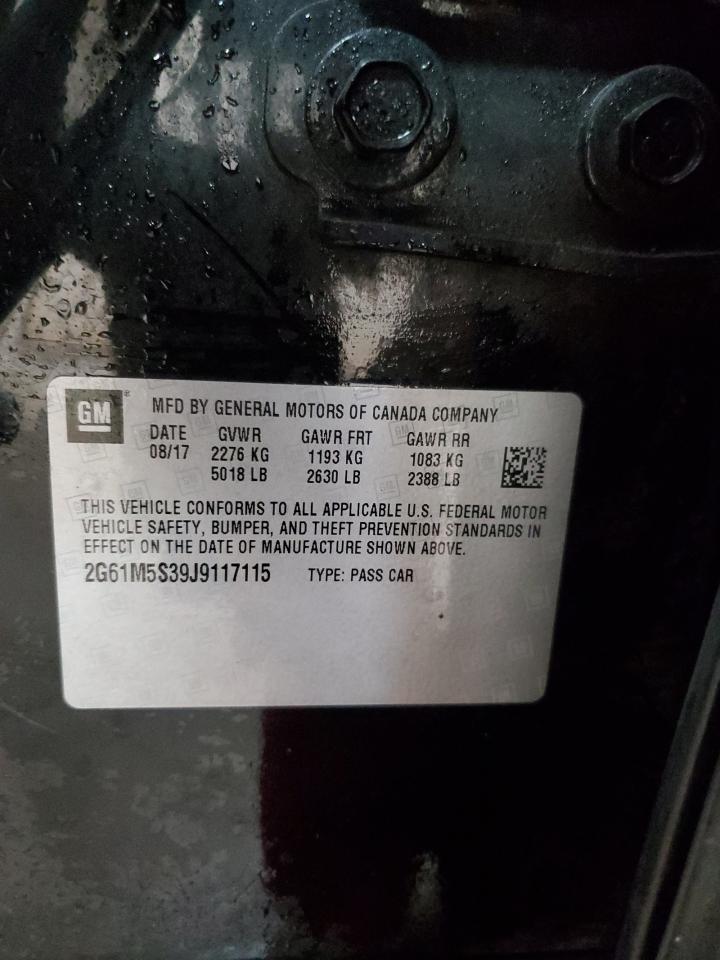 GM®
MFD BY GENERAL MOTORS OF CANADA COMPANY
DATE GVWR GAWR FRT GAWR RR
08/17 2276 KG 1193 KG 1083 KG
5018 LB 2630 LB 2388 LB
THIS VEHICLE CONFORMS TO ALL APPLICABLE U.S. FEDERAL MOTOR
VEHICLE SAFETY, BUMPER, AND THEFT PREVENTION STANDARDS IN
EFFECT ON THE DATE OF MANUFACTURE SHOWN ABOVE.
2G61M5S39J9117115 TYPE: PASS CAR